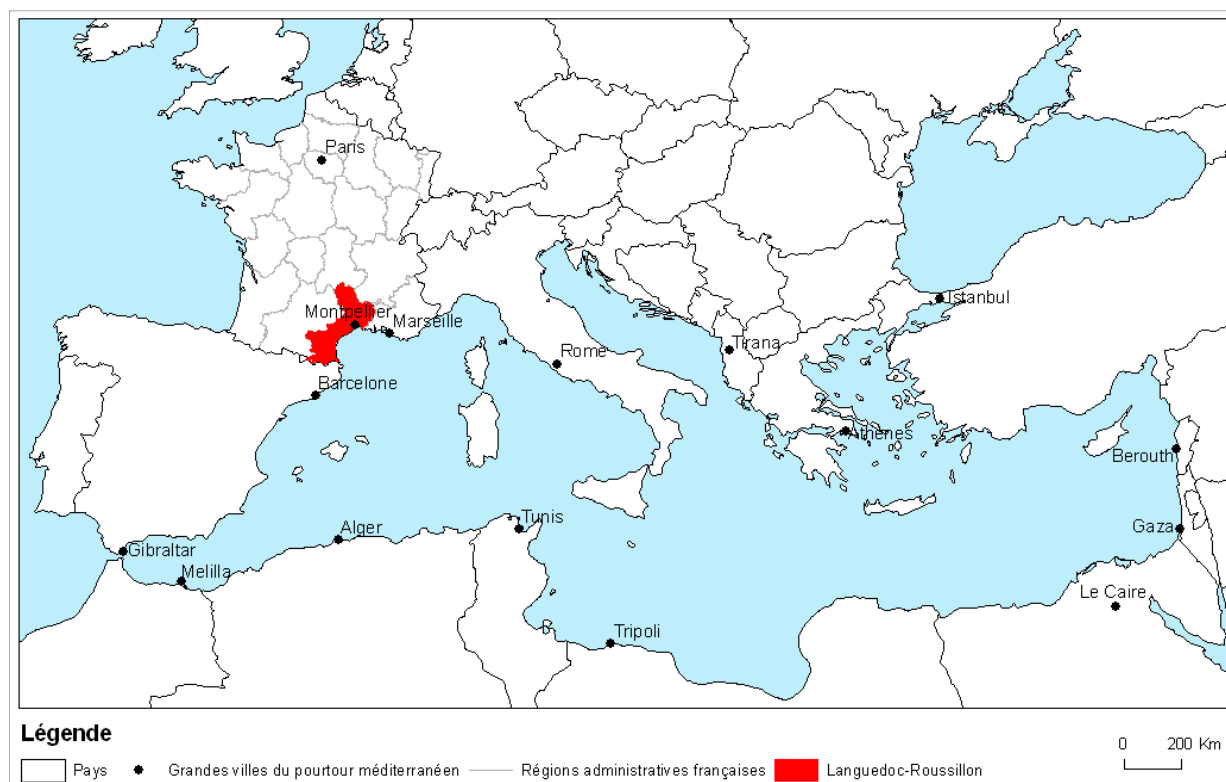 Paris
Montpellier
Marseille
Istanbul
Rome
Tirana
Barcelone
Athènes
Berouth
Tunis
Alger
Gaza
Gibraltar
Melilla
Le Caire
Tripoli
Légende
0 200 Km
Pays Grandes villes du pourtour méditerranéen Régions administratives françaises Languedoc-Roussillon